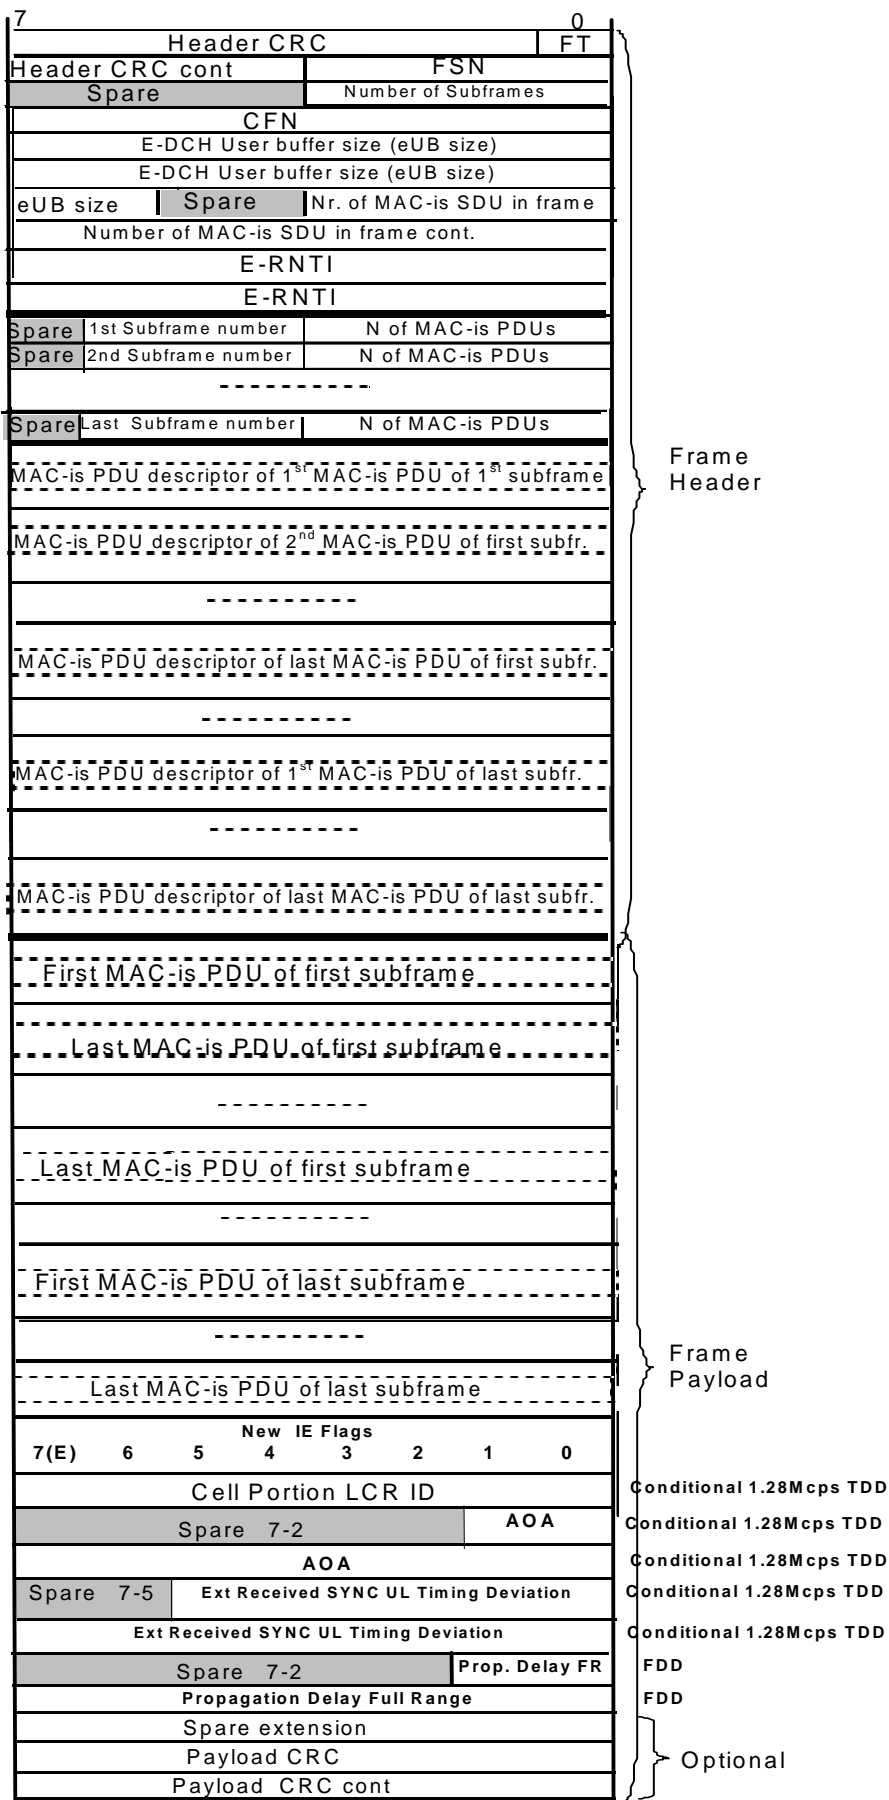 7 0
Header CRC FT
Header CRC cont FSN
Spare Number of Subframes
CFN
E-DCH User buffer size (eUB size)
E-DCH User buffer size (eUB size)
eUB size Spare Nr. of MAC-is SDU in frame
Number of MAC-is SDU in frame cont.
E-RNTI
E-RNTI
Spare 1st Subframe number N of MAC-is PDUs
Spare 2nd Subframe number N of MAC-is PDUs
Spare Last Subframe number N of MAC-is PDUs
Frame
Header
MAC-is PDU descriptor of 1st MAC-is PDU of 1st subframe
MAC-is PDU descriptor of 2nd MAC-is PDU of first subfr.
MAC-is PDU descriptor of last MAC-is PDU of first subfr.
MAC-is PDU descriptor of 1st MAC-is PDU of last subfr.
MAC-is PDU descriptor of last MAC-is PDU of last subfr.
First MAC-is PDU of first subframe
Last MAC-is PDU of first subframe
Last MAC-is PDU of first subframe
First MAC-is PDU of last subframe
Frame
Payload
Last MAC-is PDU of last subframe
New IE Flags
7(E) 6 5 4 3 2 1 0
Cell Portion LCR ID Conditional 1.28Mcps TDD
Spare 7-2 AOA Conditional 1.28Mcps TDD
AOA Conditional 1.28Mcps TDD
Spare 7-5 Ext Received SYNC UL Timing Deviation Conditional 1.28Mcps TDD
Ext Received SYNC UL Timing Deviation Conditional 1.28Mcps TDD
Spare 7-2 Prop. Delay FR FDD
Propagation Delay Full Range FDD
Spare extension
Payload CRC Optional
Payload CRC cont